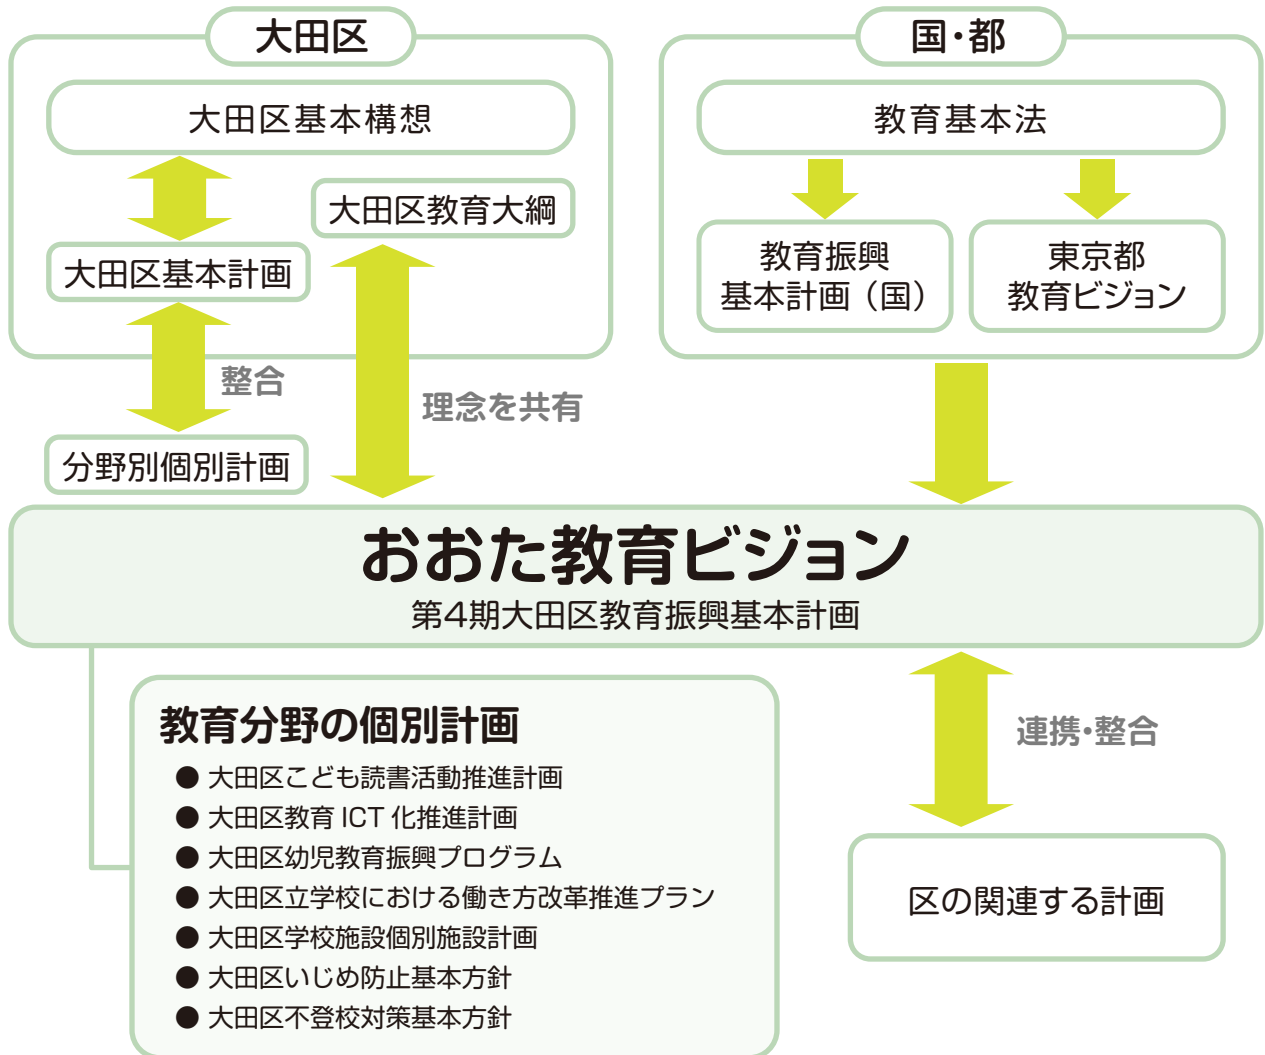 大田区
大田区基本構想
大田区教育大綱
大田区基本計画
整合
理念を共有
分野別個別計画
国・都
教育基本法
教育振興
基本計画（国）
東京都
教育ビジョン
おおた教育ビジョン
第4期大田区教育振興基本計画
教育分野の個別計画
● 大田区こども読書活動推進計画
● 大田区教育 ICT 化推進計画
● 大田区幼児教育振興プログラム
● 大田区立学校における働き方改革推進プラン
● 大田区学校施設個別施設計画
● 大田区いじめ防止基本方針
● 大田区不登校対策基本方針
連携・整合
区の関連する計画